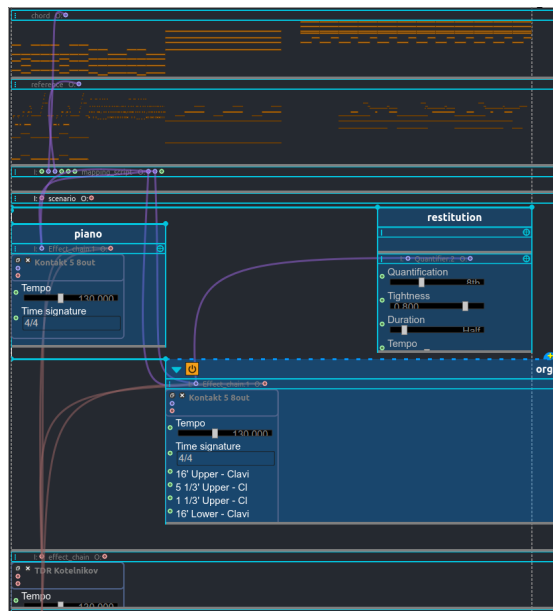 chord O:
reference O:
I: mapped_script O:
I: scenario O:
restitution
piano
I: Effect_chain 1 O:
I: Quantifier 2 O:
Kontakt 5 8out
Quantification
8th
Tempo
130.000
Tightness
0.800
Time signature
4/4
Duration
Half
Tempo
org
I: Effect_chain 1 O:
Kontakt 5 8out
Tempo
130.000
Time signature
4/4
16' Upper - Clavi
5 1/3' Upper - Cl
1 1/3' Upper - Cl
16' Lower - Clavi
I: effect_chain O:
TDR Kotelnikov
Tempo
130.000